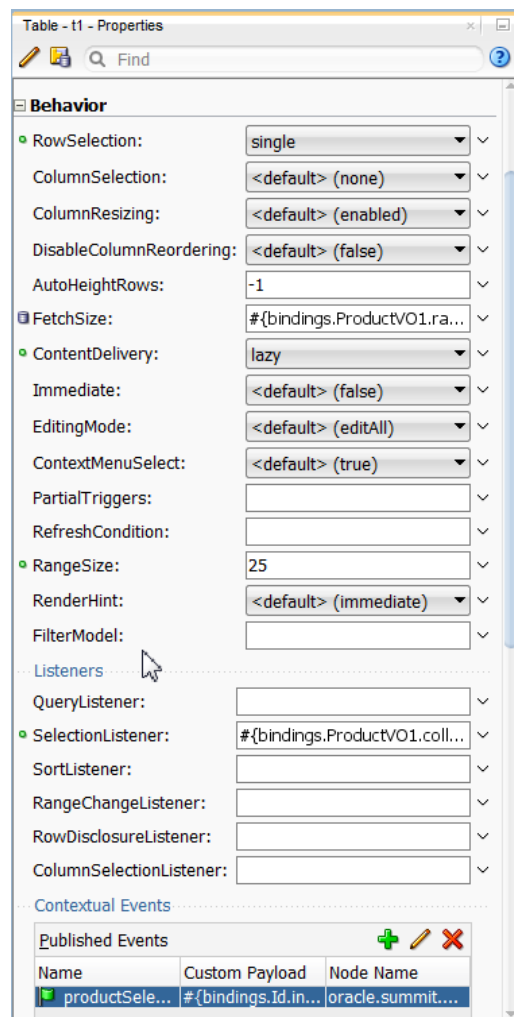 Table - t1 - Properties
Find
Behavior
RowSelection: single
ColumnSelection: <default> (none)
ColumnResizing: <default> (enabled)
DisableColumnReordering: <default> (false)
AutoHeightRows: -1
FetchSize: #{bindings.ProductVO1.ra...
ContentDelivery: lazy
Immediate: <default> (false)
EditingMode: <default> (editAll)
ContextMenuSelect: <default> (true)
PartialTriggers:
RefreshCondition:
RangeSize: 25
RenderHint: <default> (immediate)
FilterModel:
Listeners
QueryListener:
SelectionListener: #{bindings.ProductVO1.coll...
SortListener:
RangeChangeListener:
RowDisclosureListener:
ColumnSelectionListener:
Contextual Events
Published Events
Name Custom Payload Node Name
productSele... #{bindings.Id.in... oracle.summit....